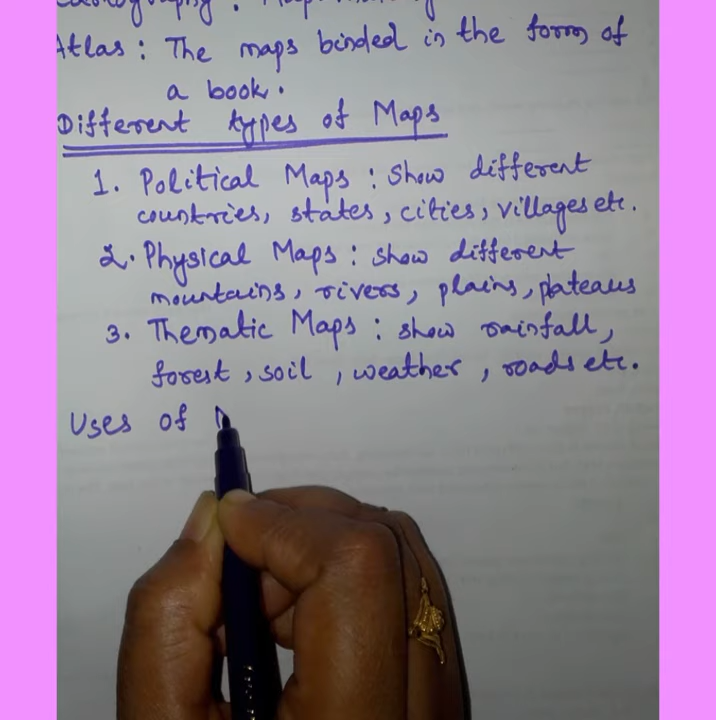 Atlas : The maps binded in the form of
a book.
Different types of Maps
1. Political Maps : Show different
countries, states, cities, villages etc.
2. Physical Maps : show different
mountains, rivers, plains, plateaus
3. Thematic Maps : show rainfall,
forest, soil, weather, roads etc.
Uses of